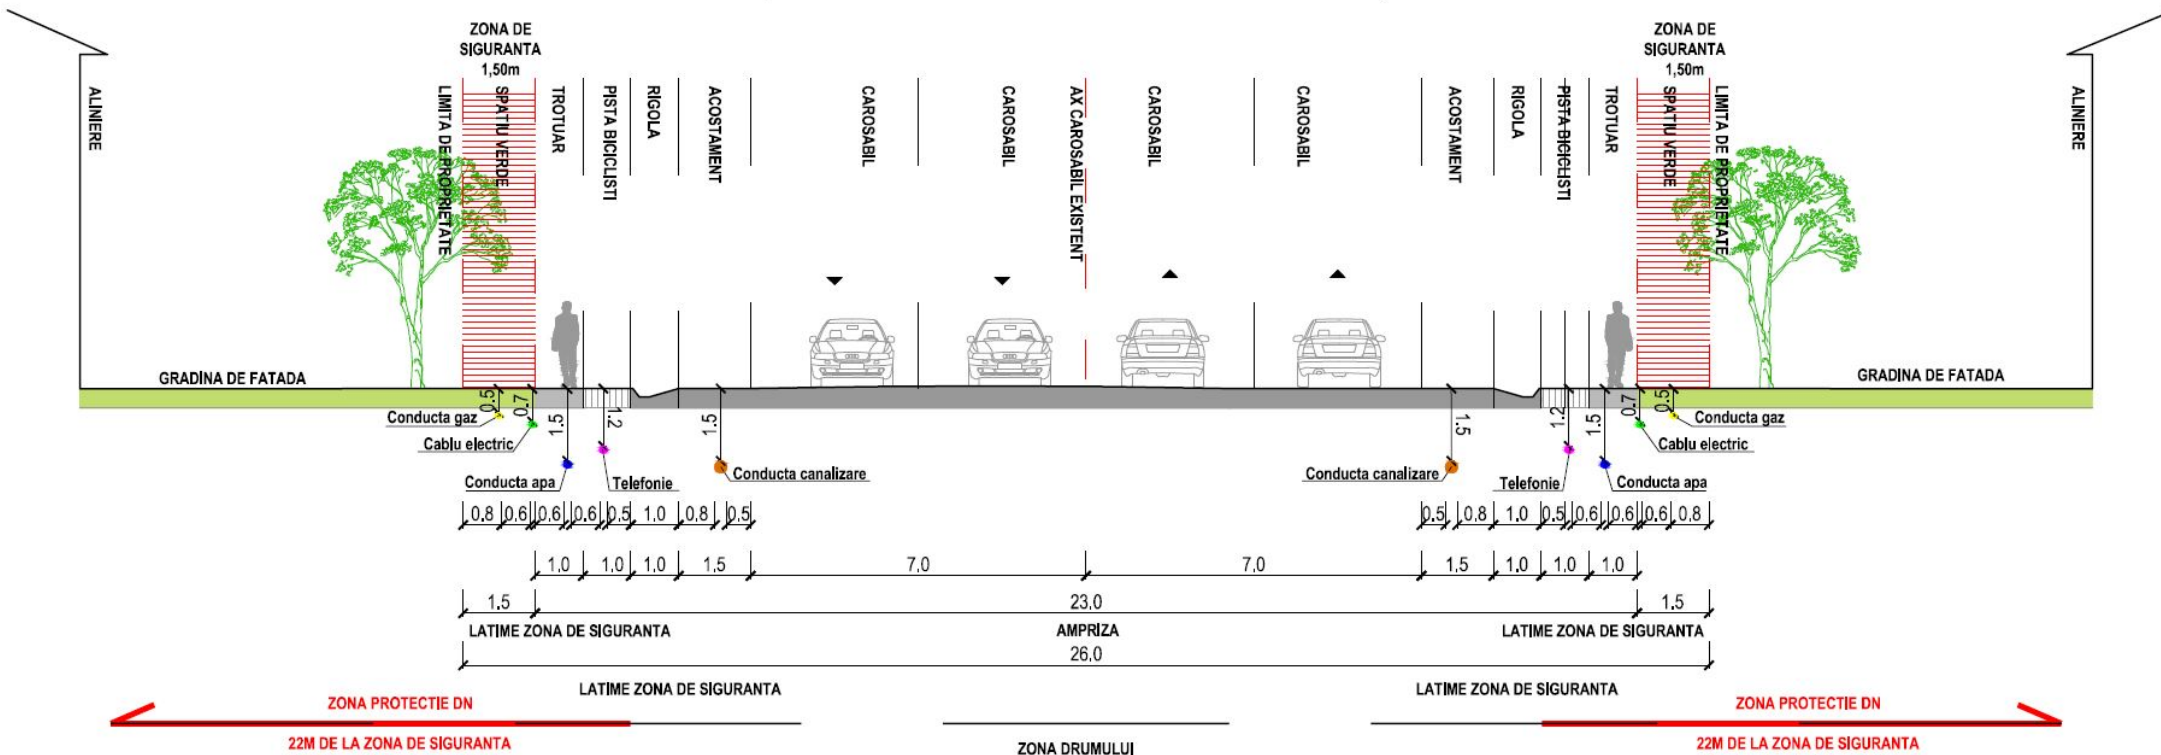 ZONA DE
SIGURANTA
1,50m
ZONA DE
SIGURANTA
1,50m
ALINIERE
LIMITA DE PROPRIETATE
SPATIU VERDE
TROTUAR
PISTA BICICLISTI
RIGOLA
ACOSTAMENT
CAROSABIL
CAROSABIL
AX CAROSABIL EXISTENT
CAROSABIL
CAROSABIL
ACOSTAMENT
RIGOLA
PISTA BICICLISTI
TROTUAR
SPATIU VERDE
LIMITA DE PROPRIETATE
ALINIERE
GRADINA DE FATADA
GRADINA DE FATADA
0.5 0.7 1.5 1.2 1.5 1.5 1.2 1.5 0.7 0.5
Conducta gaz
Cablu electric
Conducta apa
Telefonie
Conducta canalizare
Conducta canalizare
Telefonie
Conducta gaz
Cablu electric
Conducta apa
0,8 0,6 0,6 0,6 0,5 1,0 0,8 0,5 0,5 0,8 1,0 0,5 0,6 0,6 0,6 0,8
1,0 1,0 1,0 1,5 7,0 7,0 1,5 1,0 1,0 1,0
1,5 23,0 1,5
LATIME ZONA DE SIGURANTA AMPRIZA LATIME ZONA DE SIGURANTA
26,0
LATIME ZONA DE SIGURANTA LATIME ZONA DE SIGURANTA
ZONA PROTECTIE DN ZONA PROTECTIE DN
22M DE LA ZONA DE SIGURANTA ZONA DRUMULUI 22M DE LA ZONA DE SIGURANTA